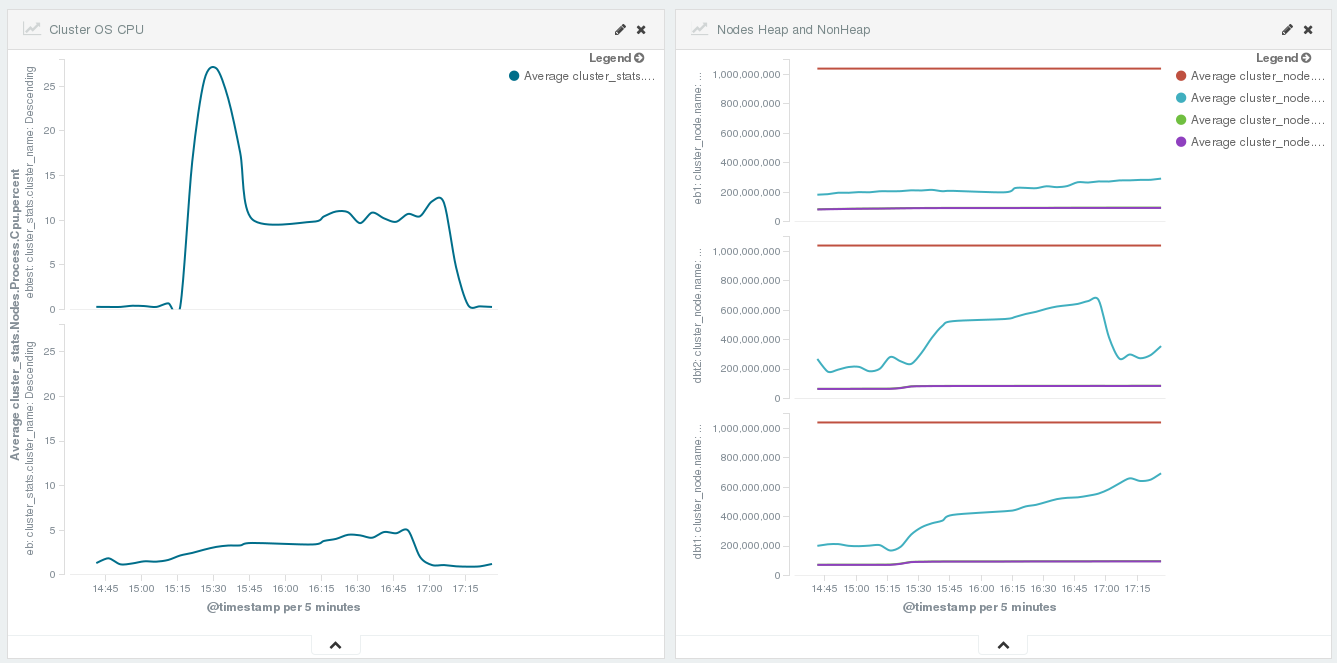 Cluster OS CPU
Legend
Average cluster_stats....
Average cluster_stats.Nodes.Process.Cpu.percent
ebtest: cluster_stats.cluster_name: Descending
25
20
15
10
5
0
eb: cluster_stats.cluster_name: Descending
25
20
15
10
5
0
14:45 15:00 15:15 15:30 15:45 16:00 16:15 16:30 16:45 17:00 17:15
@timestamp per 5 minutes
Nodes Heap and NonHeap
Legend
Average cluster_node....
Average cluster_node....
Average cluster_node....
Average cluster_node....
eb1: cluster_node.name: ...
1,000,000,000
800,000,000
600,000,000
400,000,000
200,000,000
0
dbt2: cluster_node.name: ...
1,000,000,000
800,000,000
600,000,000
400,000,000
200,000,000
0
dbt1: cluster_node.name: ...
1,000,000,000
800,000,000
600,000,000
400,000,000
200,000,000
0
14:45 15:00 15:15 15:30 15:45 16:00 16:15 16:30 16:45 17:00 17:15
@timestamp per 5 minutes